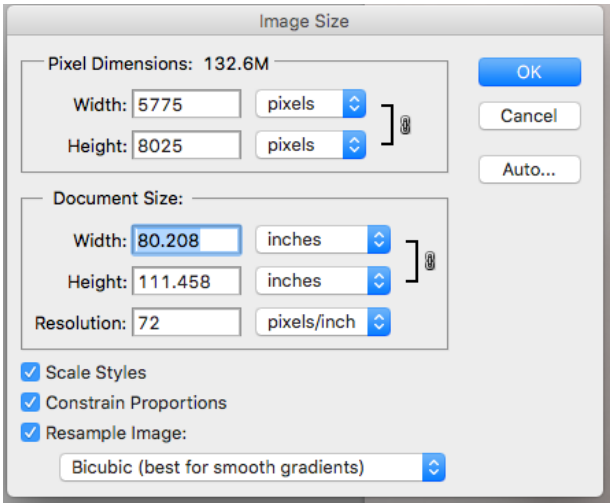 Image Size
Pixel Dimensions: 132.6M
Width: 5775 pixels
Height: 8025 pixels
OK
Cancel
Auto...
Document Size:
Width: 80.208 inches
Height: 111.458 inches
Resolution: 72 pixels/inch
Scale Styles
Constrain Proportions
Resample Image:
Bicubic (best for smooth gradients)